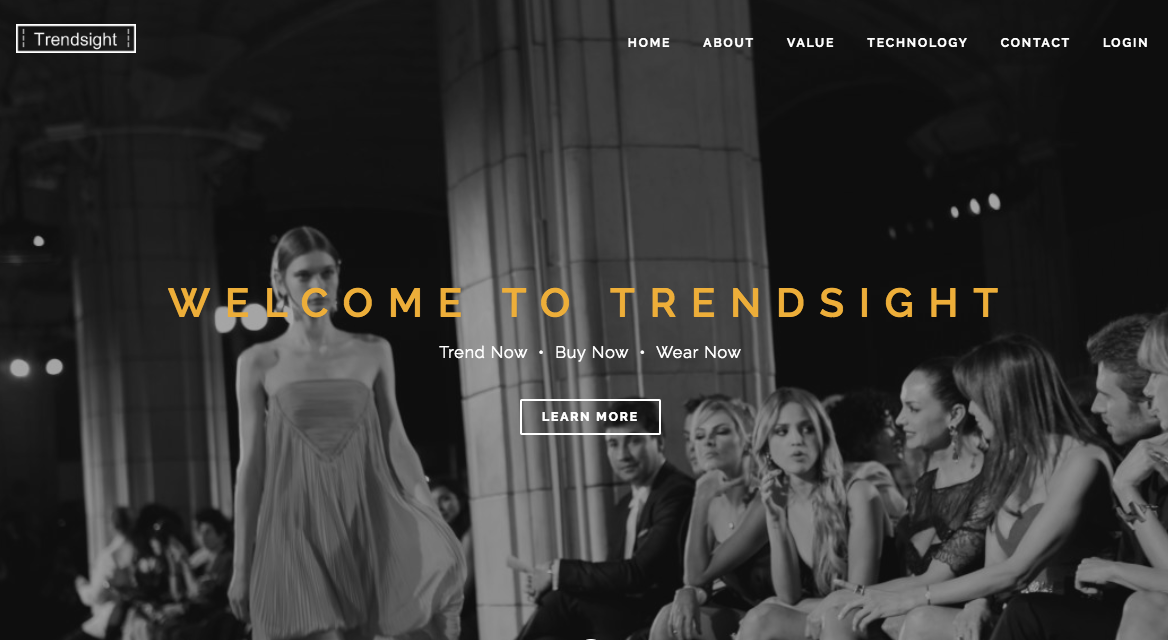 Trendsight
HOME ABOUT VALUE TECHNOLOGY CONTACT LOGIN
WELCOME TO TRENDSIGHT
Trend Now • Buy Now • Wear Now
LEARN MORE